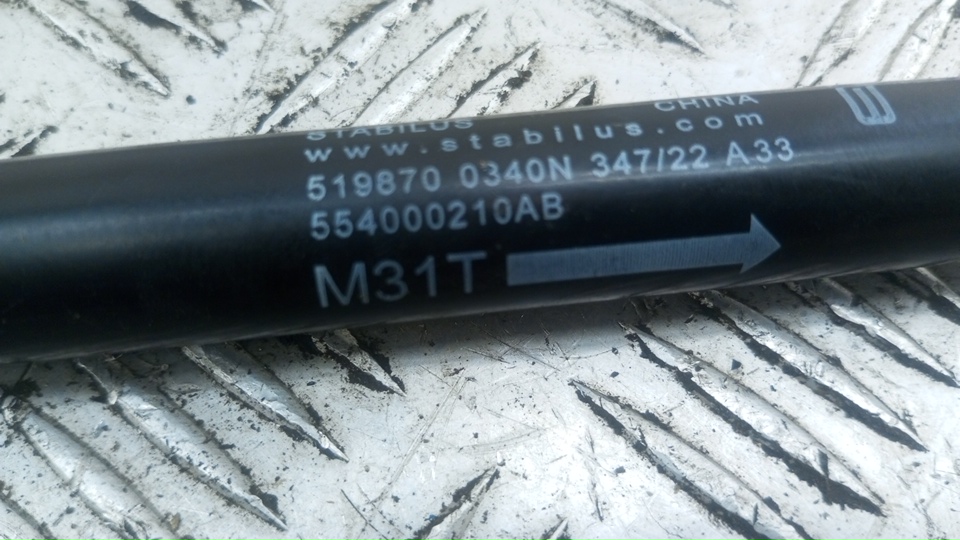 STABILUS CHINA
www.stabilus.com
519870 0340N 347/22 A33
554000210AB
M31T